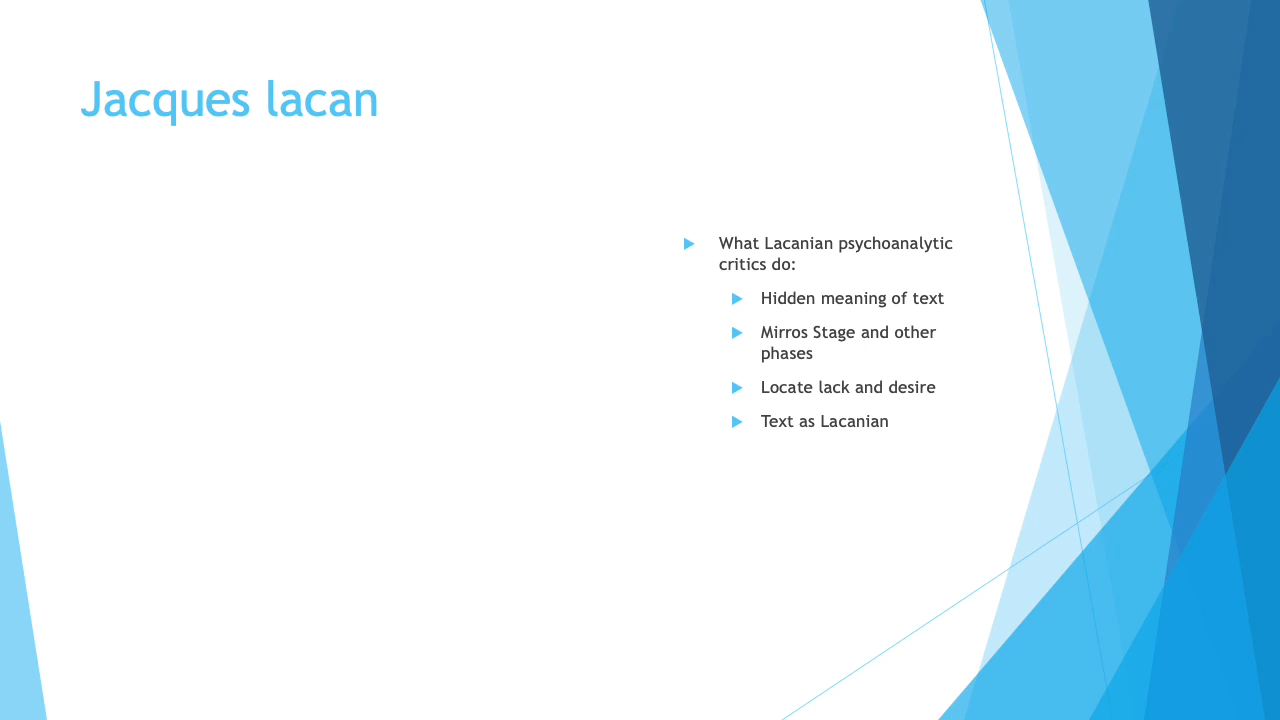 Jacques lacan
What Lacanian psychoanalytic
critics do:
Hidden meaning of text
Mirros Stage and other
phases
Locate lack and desire
Text as Lacanian